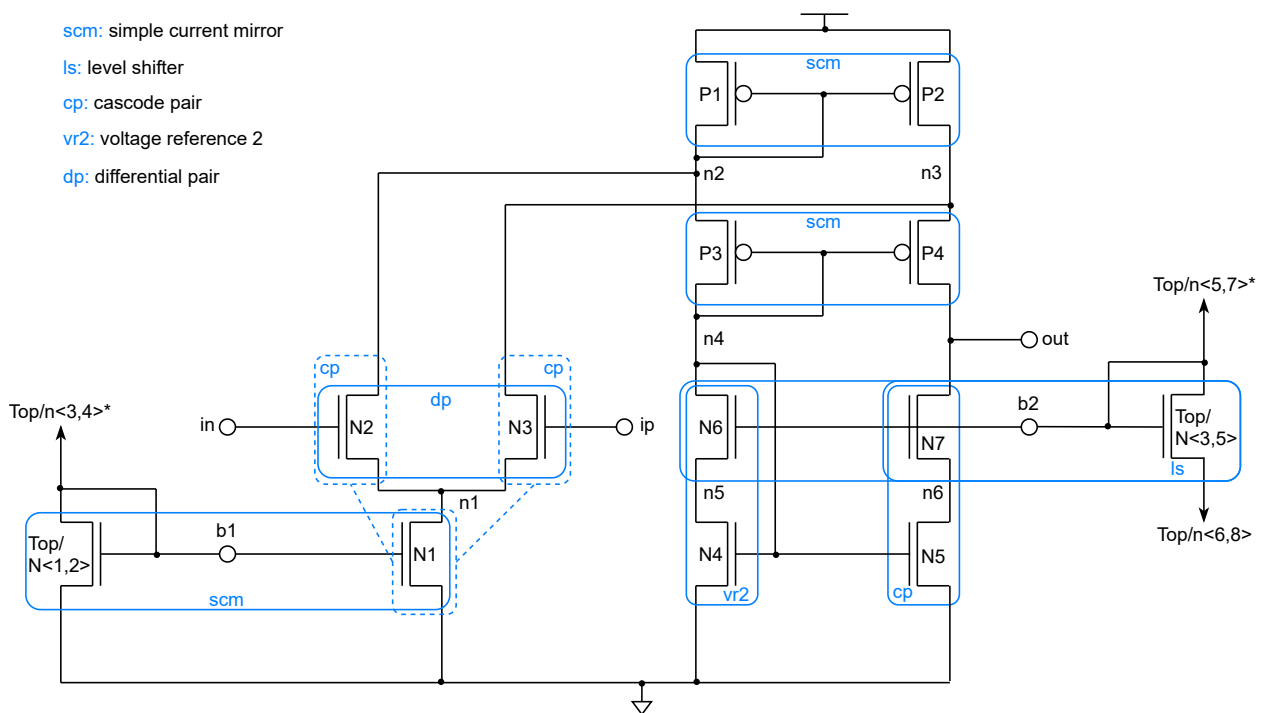 scm: simple current mirror
ls: level shifter
cp: cascode pair
vr2: voltage reference 2
dp: differential pair
scm
P1
P2
n2
n3
scm
P3
P4
Top/n<5,7>*
n4
out
cp
cp
dp
Top/n<3,4>*
in
N2
N3
ip
N6
N7
b2
Top/
N<3,5>
ls
n1
n5
n6
Top/n<6,8>
b1
Top/
N<1,2>
N1
N4
N5
scm
vr2
cp